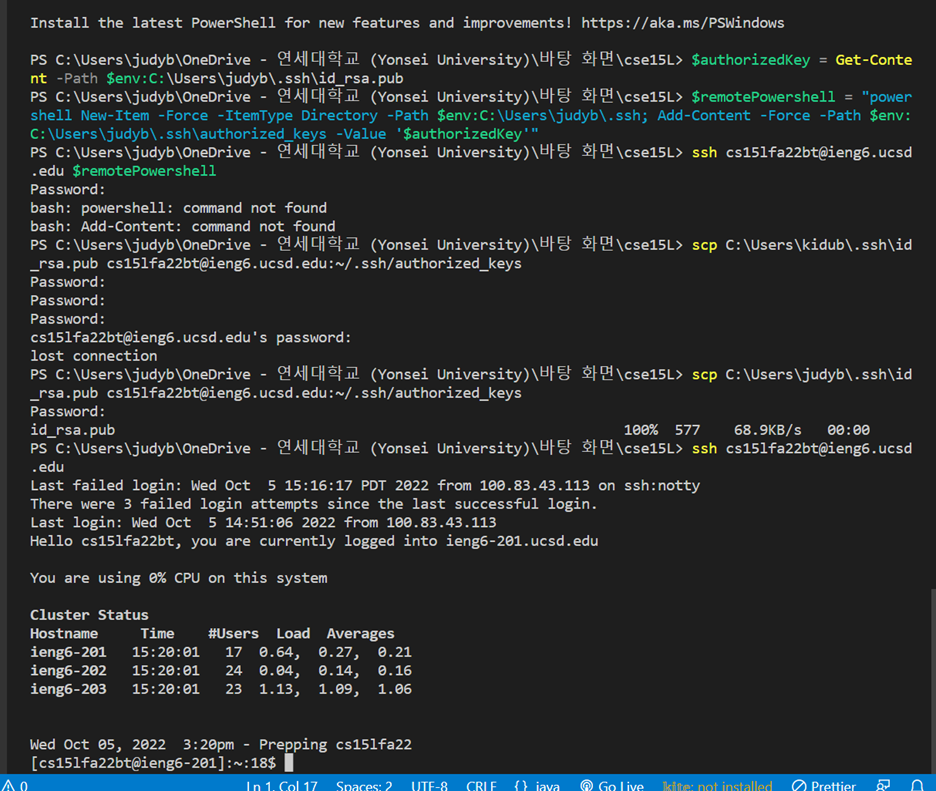 Install the latest PowerShell for new features and improvements! https://aka.ms/PSWindows
PS C:\Users\judyb\OneDrive - 연세대학교 (Yonsei University)\바탕 화면\cse15L> $authorizedKey = Get-Conte
nt -Path $env:C:\Users\judyb\.ssh\id_rsa.pub
PS C:\Users\judyb\OneDrive - 연세대학교 (Yonsei University)\바탕 화면\cse15L> $remotePowershell = "power
shell New-Item -Force -ItemType Directory -Path $env:C:\Users\judyb\.ssh; Add-Content -Force -Path $env:
C:\Users\judyb\.ssh\authorized_keys -Value '$authorizedKey'"
PS C:\Users\judyb\OneDrive - 연세대학교 (Yonsei University)\바탕 화면\cse15L> ssh cs15lfa22bt@ieng6.ucsd
.edu $remotePowershell
Password:
bash: powershell: command not found
bash: Add-Content: command not found
PS C:\Users\judyb\OneDrive - 연세대학교 (Yonsei University)\바탕 화면\cse15L> scp C:\Users\kidub\.ssh\id
_rsa.pub cs15lfa22bt@ieng6.ucsd.edu:~/.ssh/authorized_keys
Password:
Password:
Password:
cs15lfa22bt@ieng6.ucsd.edu's password:
lost connection
PS C:\Users\judyb\OneDrive - 연세대학교 (Yonsei University)\바탕 화면\cse15L> scp C:\Users\judyb\.ssh\id
_rsa.pub cs15lfa22bt@ieng6.ucsd.edu:~/.ssh/authorized_keys
Password:
id_rsa.pub 100% 577 68.9KB/s 00:00
PS C:\Users\judyb\OneDrive - 연세대학교 (Yonsei University)\바탕 화면\cse15L> ssh cs15lfa22bt@ieng6.ucsd
.edu
Last failed login: Wed Oct  5 15:16:17 PDT 2022 from 100.83.43.113 on ssh:notty
There were 3 failed login attempts since the last successful login.
Last login: Wed Oct  5 14:51:06 2022 from 100.83.43.113
Hello cs15lfa22bt, you are currently logged into ieng6-201.ucsd.edu
You are using 0% CPU on this system
Cluster Status
Hostname Time #Users Load Averages
ieng6-201 15:20:01 17 0.64, 0.27, 0.21
ieng6-202 15:20:01 24 0.04, 0.14, 0.16
ieng6-203 15:20:01 23 1.13, 1.09, 1.06
Wed Oct 05, 2022  3:20pm - Prepping cs15lfa22
[cs15lfa22bt@ieng6-201]:~:18$
0 Ln 1, Col 17 Spaces: 2 UTF-8 CRLF {} java Go Live kite: not installed Prettier